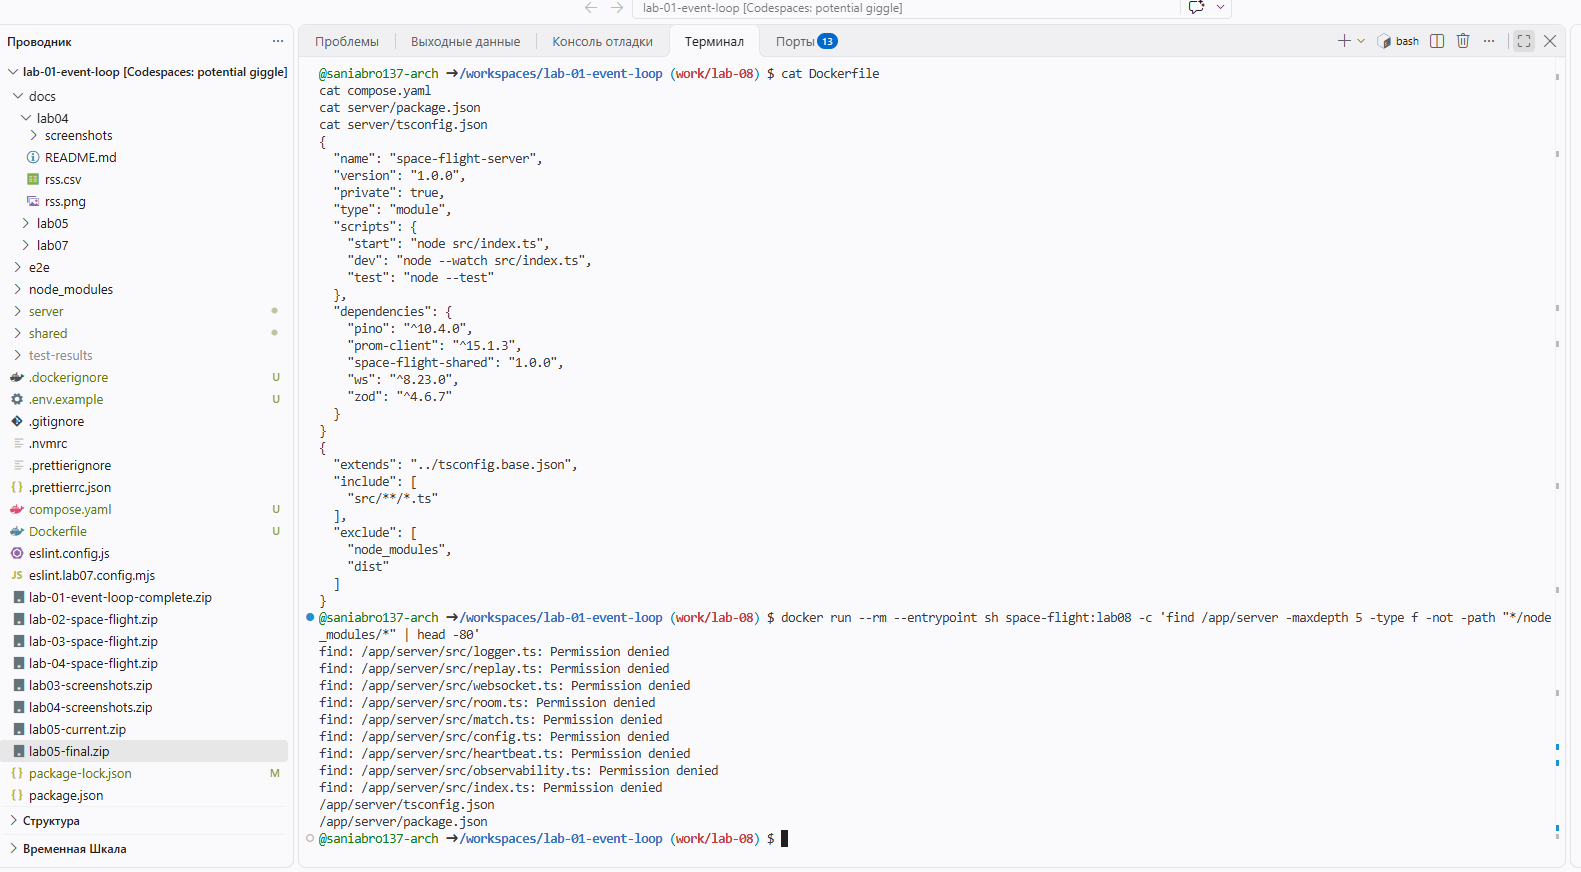 lab-01-event-loop [Codespaces: potential giggle]
Проводник
lab-01-event-loop [Codespaces: potential giggle]
docs
lab04
screenshots
README.md
rss.csv
rss.png
lab05
lab07
e2e
node_modules
server
shared
test-results
.dockerignore U
.env.example U
.gitignore
.nvmrc
.prettierignore
.prettierrc.json
compose.yaml U
Dockerfile U
eslint.config.js
eslint.lab07.config.mjs
lab-01-event-loop-complete.zip
lab-02-space-flight.zip
lab-03-space-flight.zip
lab-04-space-flight.zip
lab03-screenshots.zip
lab04-screenshots.zip
lab05-current.zip
lab05-final.zip
package-lock.json M
package.json
Структура
Временная Шкала
Проблемы Выходные данные Консоль отладки Терминал Порты 13
bash
@saniabro137-arch ➜/workspaces/lab-01-event-loop (work/lab-08) $ cat Dockerfile
cat compose.yaml
cat server/package.json
cat server/tsconfig.json
{
"name": "space-flight-server",
"version": "1.0.0",
"private": true,
"type": "module",
"scripts": {
"start": "node src/index.ts",
"dev": "node --watch src/index.ts",
"test": "node --test"
},
"dependencies": {
"pino": "^10.4.0",
"prom-client": "^15.1.3",
"space-flight-shared": "1.0.0",
"ws": "^8.23.0",
"zod": "^4.6.7"
}
}
{
"extends": "../tsconfig.base.json",
"include": [
"src/**/*.ts"
],
"exclude": [
"node_modules",
"dist"
]
}
@saniabro137-arch ➜/workspaces/lab-01-event-loop (work/lab-08) $ docker run --rm --entrypoint sh space-flight:lab08 -c 'find /app/server -maxdepth 5 -type f -not -path "*/node
_modules/*" | head -80'
find: /app/server/src/logger.ts: Permission denied
find: /app/server/src/replay.ts: Permission denied
find: /app/server/src/websocket.ts: Permission denied
find: /app/server/src/room.ts: Permission denied
find: /app/server/src/match.ts: Permission denied
find: /app/server/src/config.ts: Permission denied
find: /app/server/src/heartbeat.ts: Permission denied
find: /app/server/src/observability.ts: Permission denied
find: /app/server/src/index.ts: Permission denied
/app/server/tsconfig.json
/app/server/package.json
@saniabro137-arch ➜/workspaces/lab-01-event-loop (work/lab-08) $